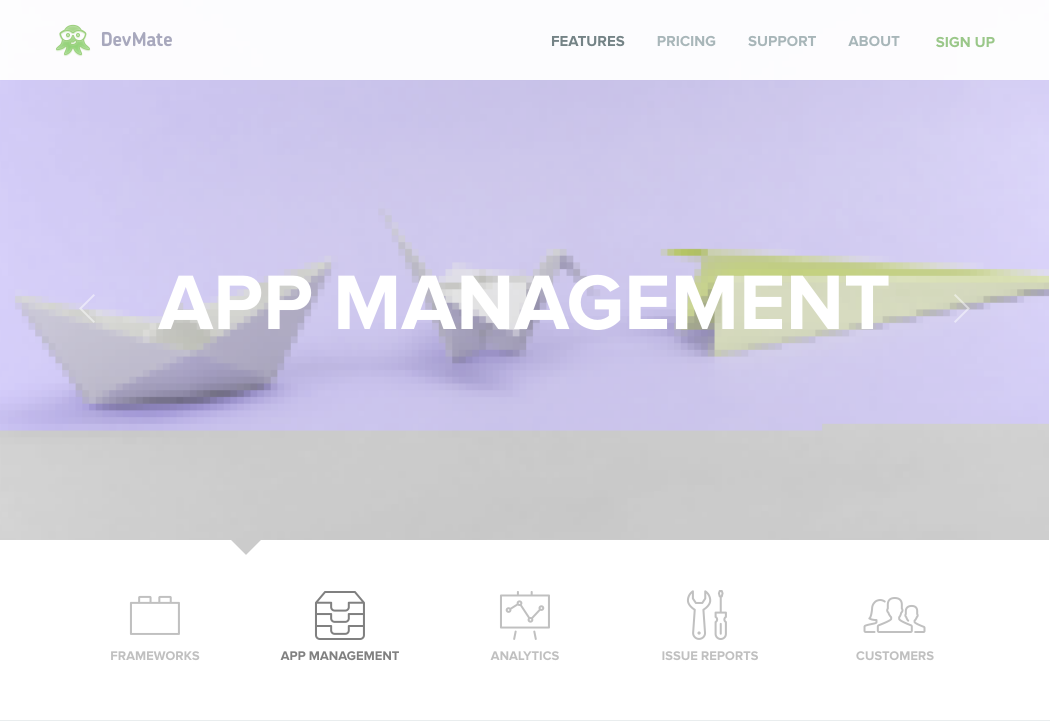 DevMate
FEATURES PRICING SUPPORT ABOUT SIGN UP
APP MANAGEMENT
FRAMEWORKS APP MANAGEMENT ANALYTICS ISSUE REPORTS CUSTOMERS